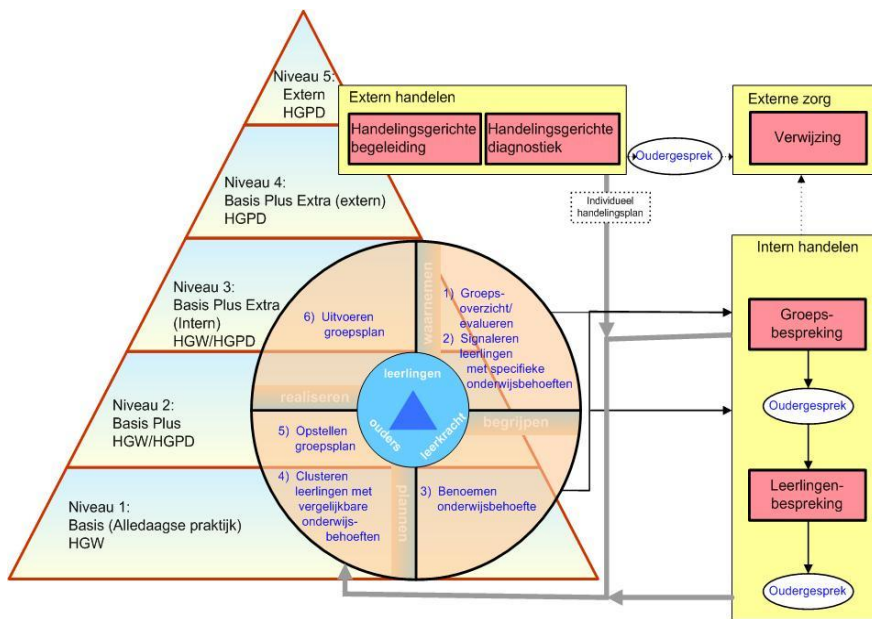 Niveau 5:
Extern
HGPD
Niveau 4:
Basis Plus Extra (extern)
HGPD
Niveau 3:
Basis Plus Extra
(Intern)
HGW/HGPD
Niveau 2:
Basis Plus
HGW/HGPD
Niveau 1:
Basis (Alledaagse praktijk)
HGW
Extern handelen
Handelingsgerichte
begeleiding
Handelingsgerichte
diagnostiek
Oudergesprek
Externe zorg
Verwijzing
Individueel
handelingsplan
Intern handelen
Groeps-
bespreking
Oudergesprek
Leerlingen-
bespreking
Oudergesprek
waarnemen
1) Groeps-
overzicht/
evalueren
2) Signaleren
leerlingen
met specifieke
onderwijsbehoeften
begrijpen
3) Benoemen
onderwijsbehoefte
plannen
4) Clusteren
leerlingen met
vergelijkbare
onderwijs-
behoeften
5) Opstellen
groepsplan
realiseren
6) Uitvoeren
groepsplan
leerlingen
ouders
leerkracht